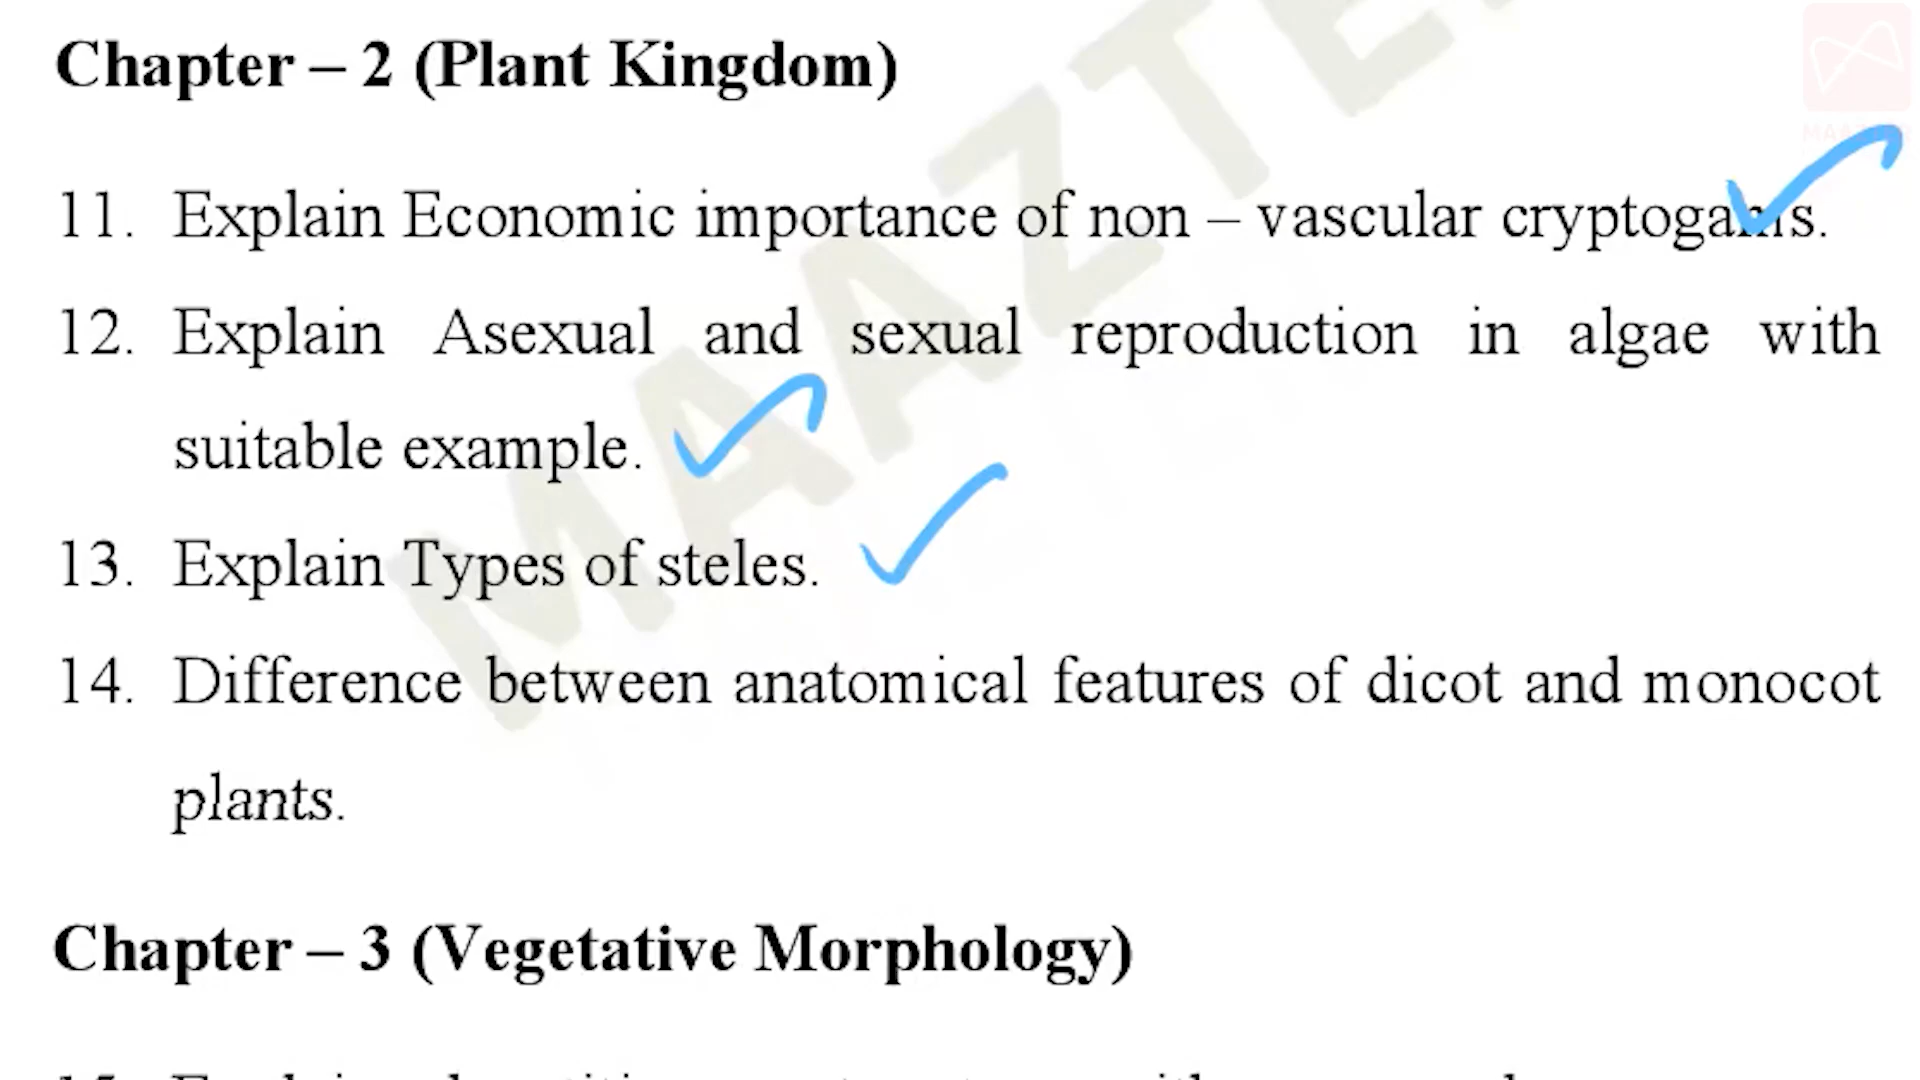 Chapter – 2 (Plant Kingdom)
11. Explain Economic importance of non – vascular cryptogams.
12. Explain Asexual and sexual reproduction in algae with
suitable example.
13. Explain Types of steles.
14. Difference between anatomical features of dicot and monocot
plants.
Chapter – 3 (Vegetative Morphology)